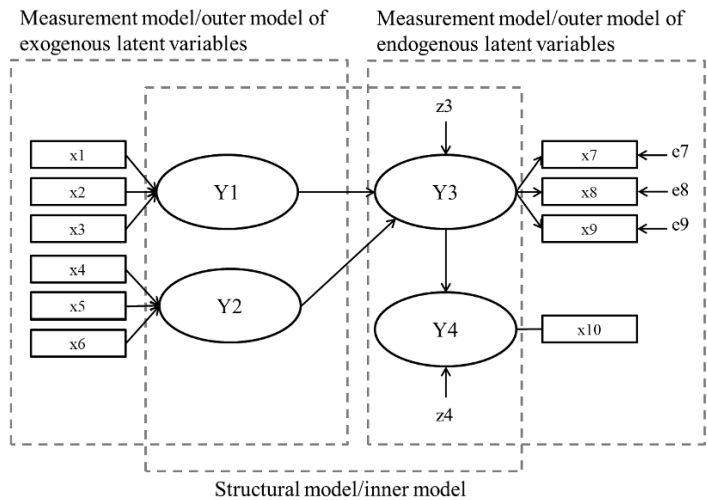 Measurement model/outer model of
exogenous latent variables
Measurement model/outer model of
endogenous latent variables
z3
x1
x2
x3
x4
x5
x6
Y1
Y2
Y3
Y4
x7
x8
x9
x10
e7
e8
e9
z4
Structural model/inner model